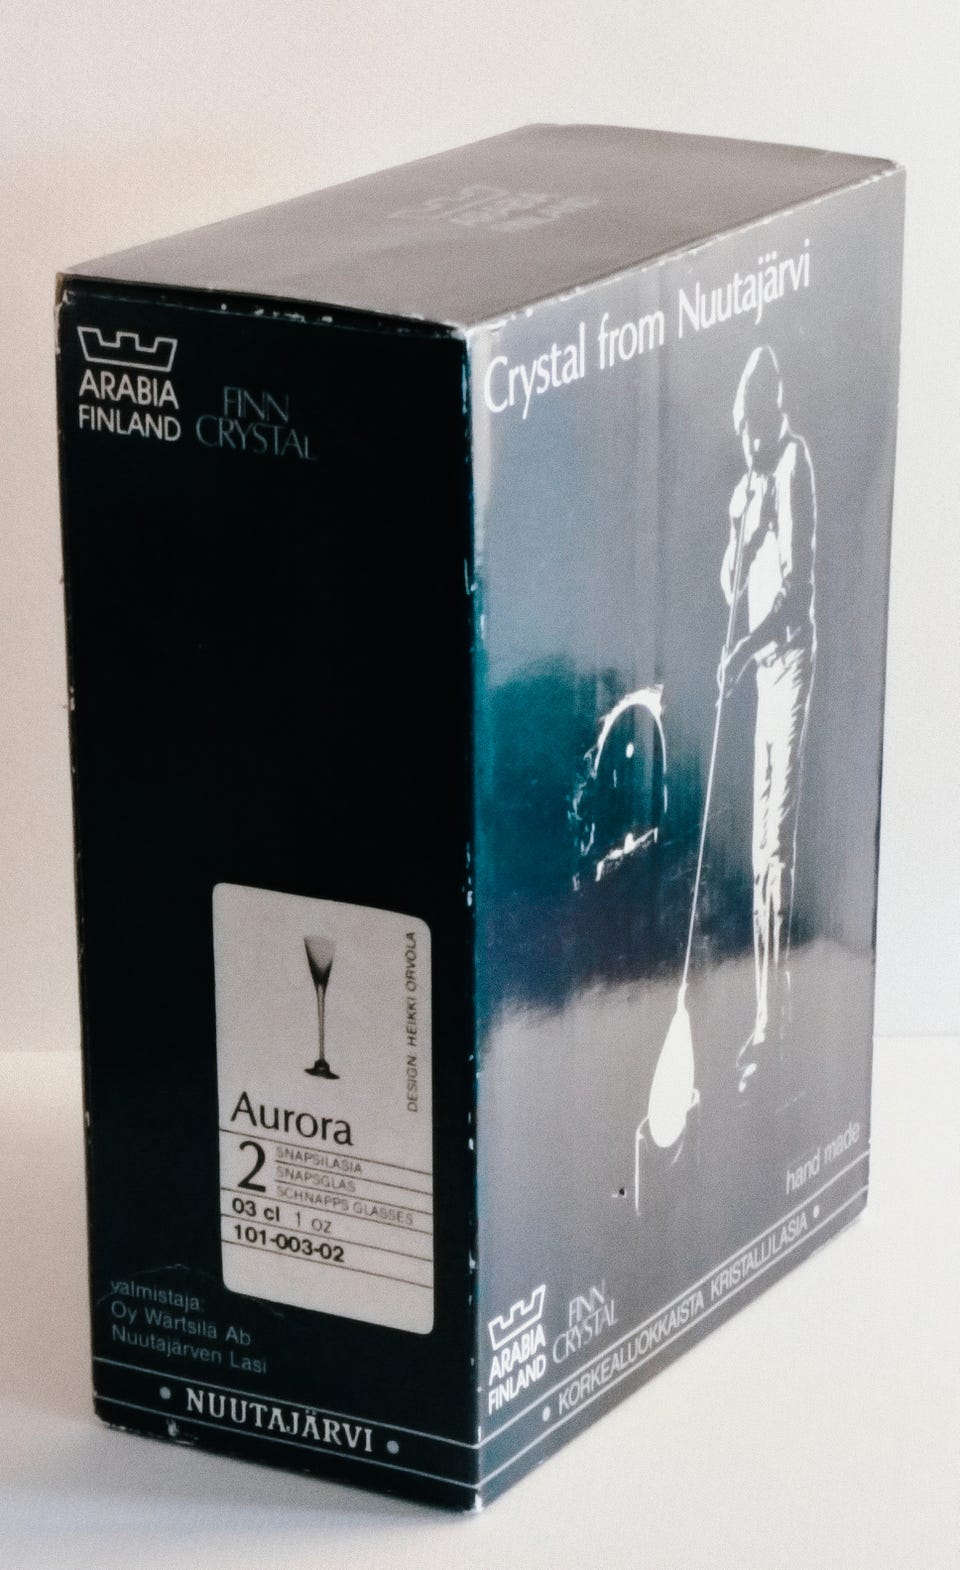 ARABIA
FINLAND
FINN
CRYSTAL
DESIGN HEIKKI ORVOLA
Aurora
2
SNAPSILASIA
SNAPSGLAS
SCHNAPPS GLASSES
03 cl 1 oz
101-003-02
valmistaja:
Oy Wärtsilä Ab
Nuutajärven Lasi
• NUUTAJÄRVI •
Crystal from Nuutajärvi
hand made
ARABIA
FINLAND
FINN
CRYSTAL
• KORKEALUOKKAISTA KRISTALLILASIA •